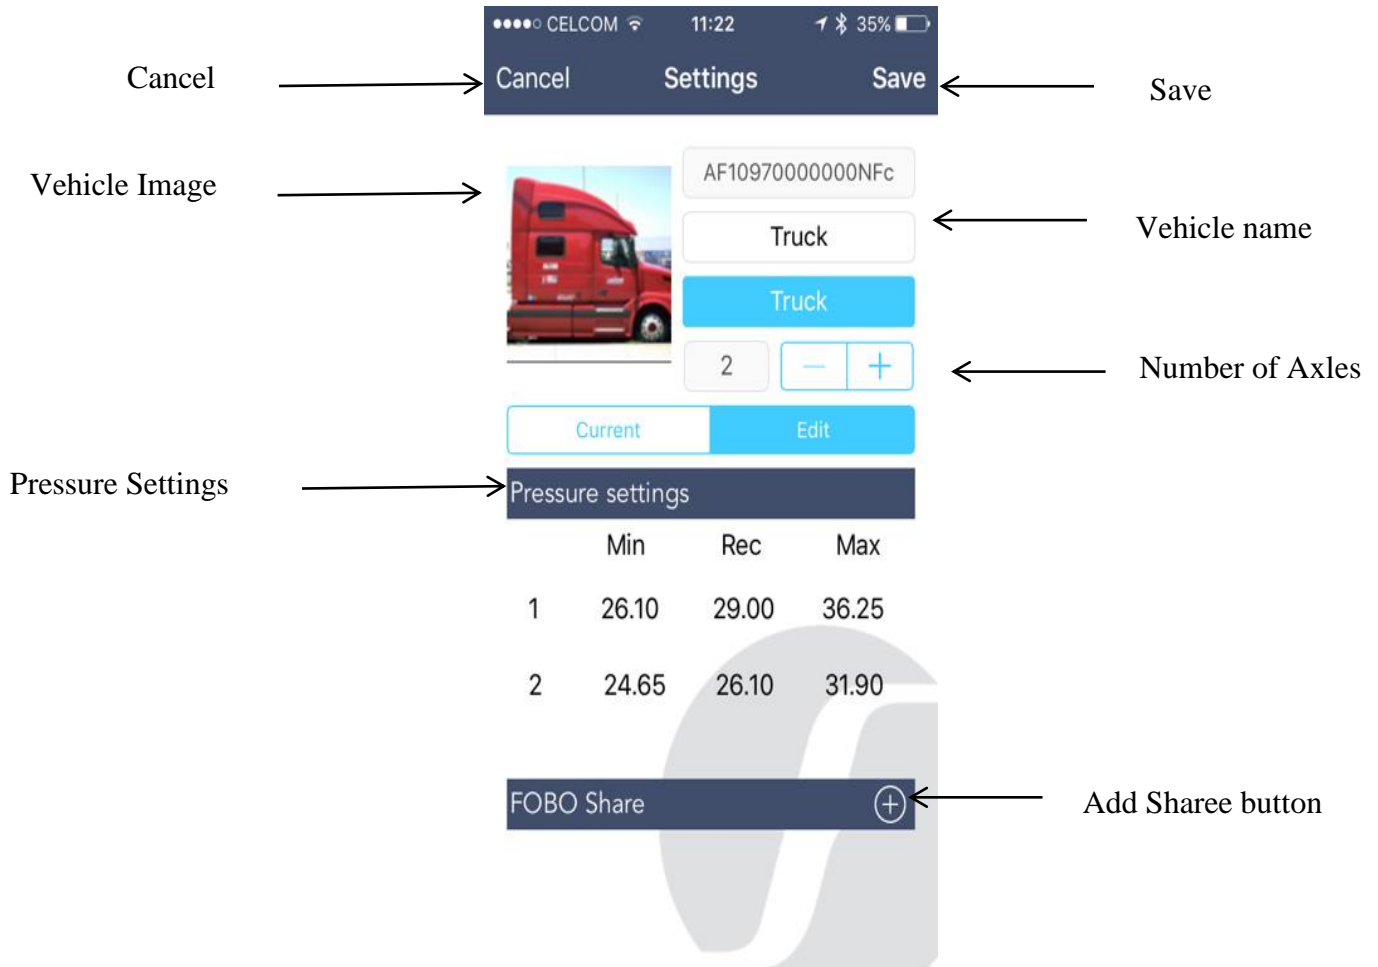 ●●●●○ CELCOM 11:22 35%
Cancel Cancel Settings Save Save
Vehicle Image
AF10970000000NFc
Truck Vehicle name
Truck
2 − + Number of Axles
Current Edit
Pressure Settings Pressure settings
Min Rec Max
1 26.10 29.00 36.25
2 24.65 26.10 31.90
FOBO Share + Add Sharee button